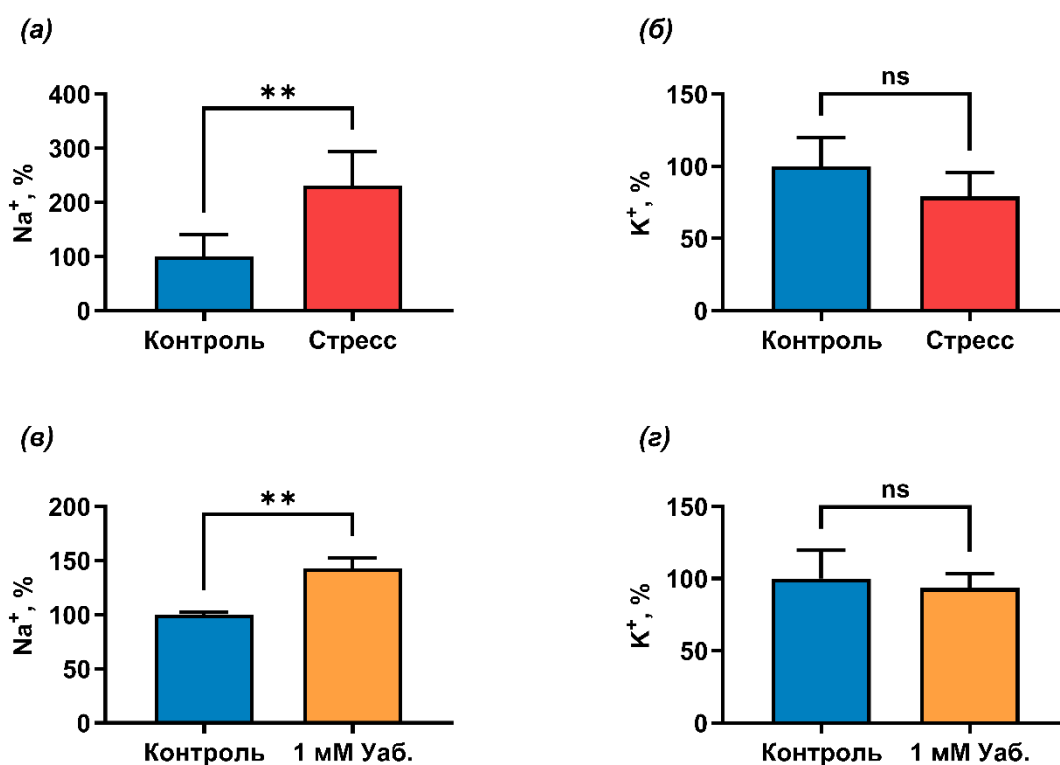 (а)
Na⁺, %
400
300
200
100
0
**
Контроль
Стресс
(б)
K⁺, %
150
100
50
0
ns
Контроль
Стресс
(в)
Na⁺, %
200
150
100
50
0
**
Контроль
1 мМ Уаб.
(г)
K⁺, %
150
100
50
0
ns
Контроль
1 мМ Уаб.